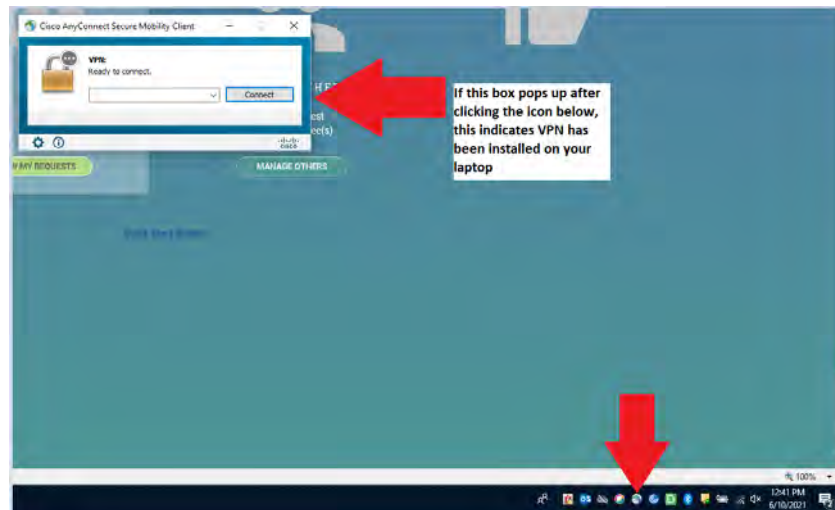 Cisco AnyConnect Secure Mobility Client
VPN:
Ready to connect.
Connect
If this box pops up after
clicking the icon below,
this indicates VPN has
been installed on your
laptop
MY REQUESTS
MANAGE OTHERS
100%
12:41 PM
6/10/2021